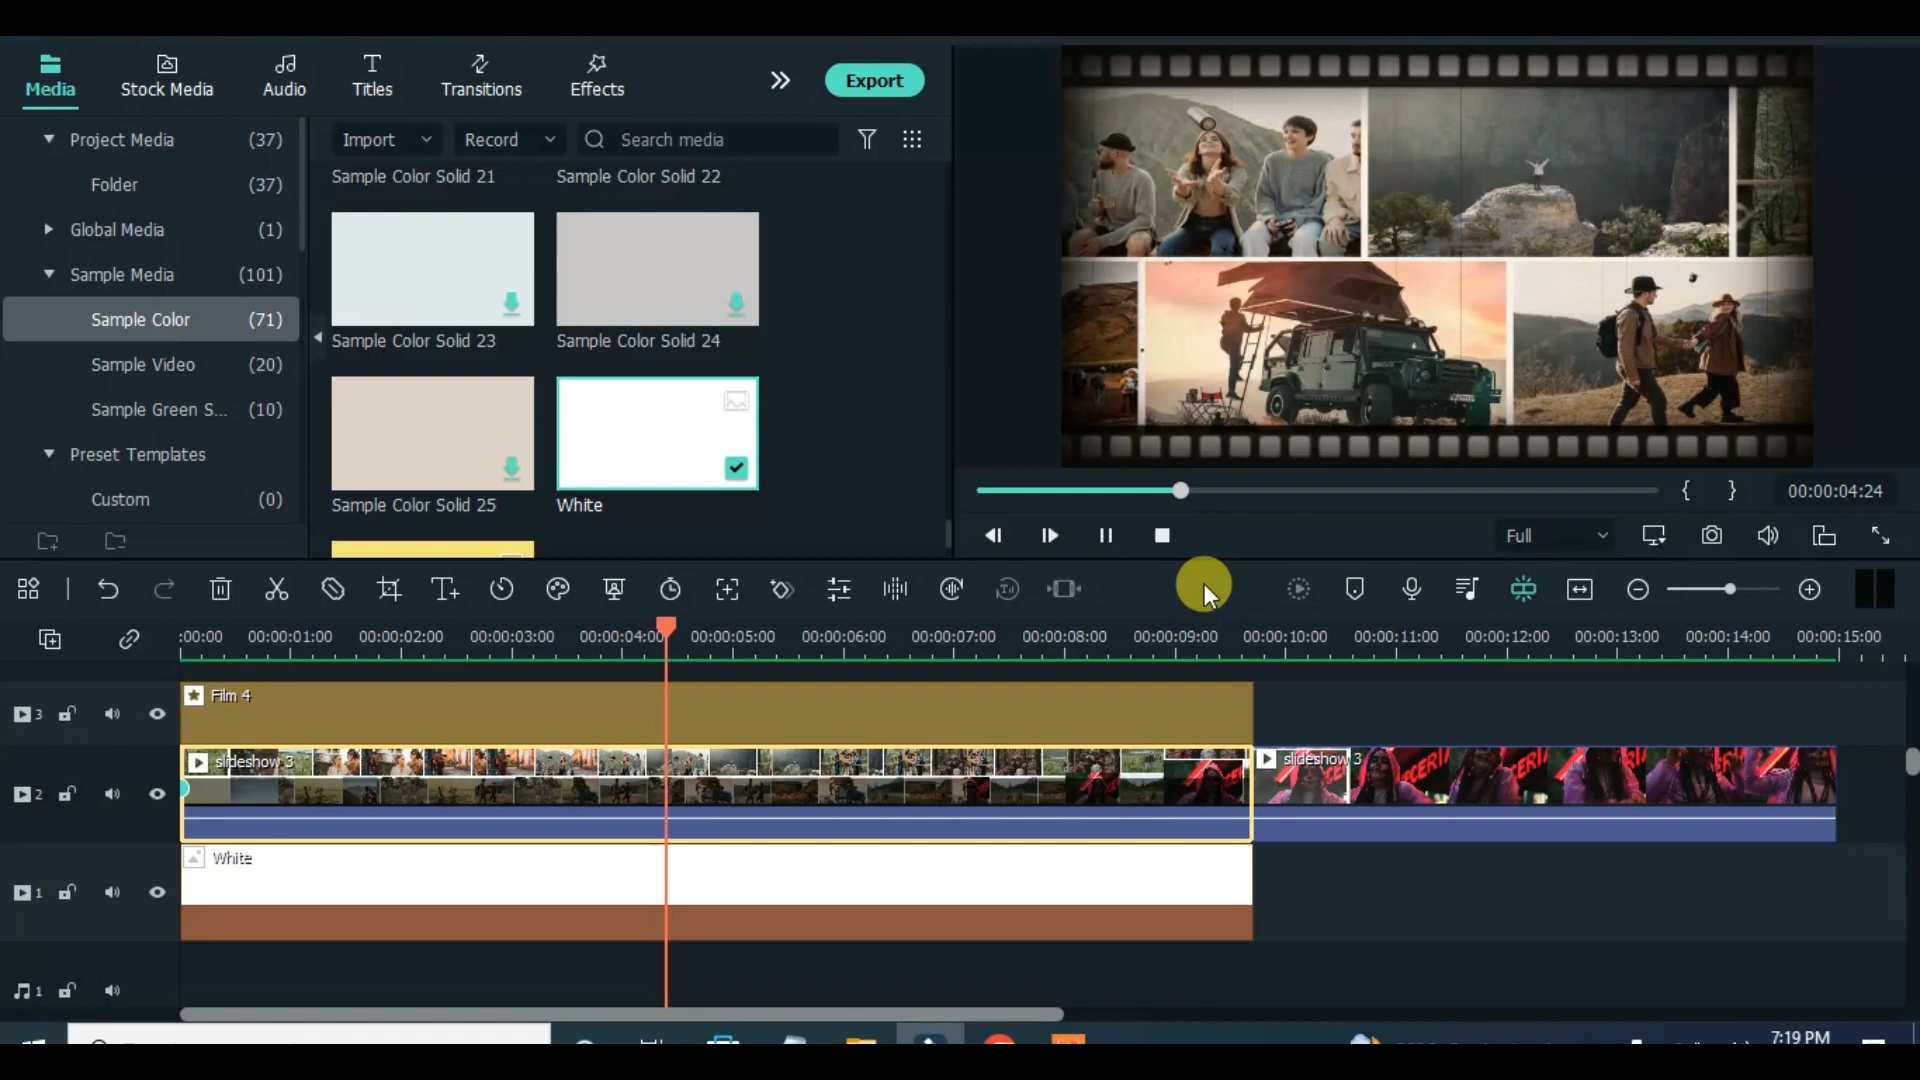 Media
Stock Media
Audio
Titles
Transitions
Effects
Export
Project Media (37)
Folder (37)
Global Media (1)
Sample Media (101)
Sample Color (71)
Sample Video (20)
Sample Green S... (10)
Preset Templates
Custom (0)
Import
Record
Search media
Sample Color Solid 21
Sample Color Solid 22
Sample Color Solid 23
Sample Color Solid 24
Sample Color Solid 25
White
{ }
00:00:04:24
Full
:00:00 00:00:01:00 00:00:02:00 00:00:03:00 00:00:04:00 00:00:05:00 00:00:06:00 00:00:07:00 00:00:08:00 00:00:09:00 00:00:10:00 00:00:11:00 00:00:12:00 00:00:13:00 00:00:14:00 00:00:15:00
3
Film 4
2
slideshow 3
slideshow 3
1
White
1
7:19 PM